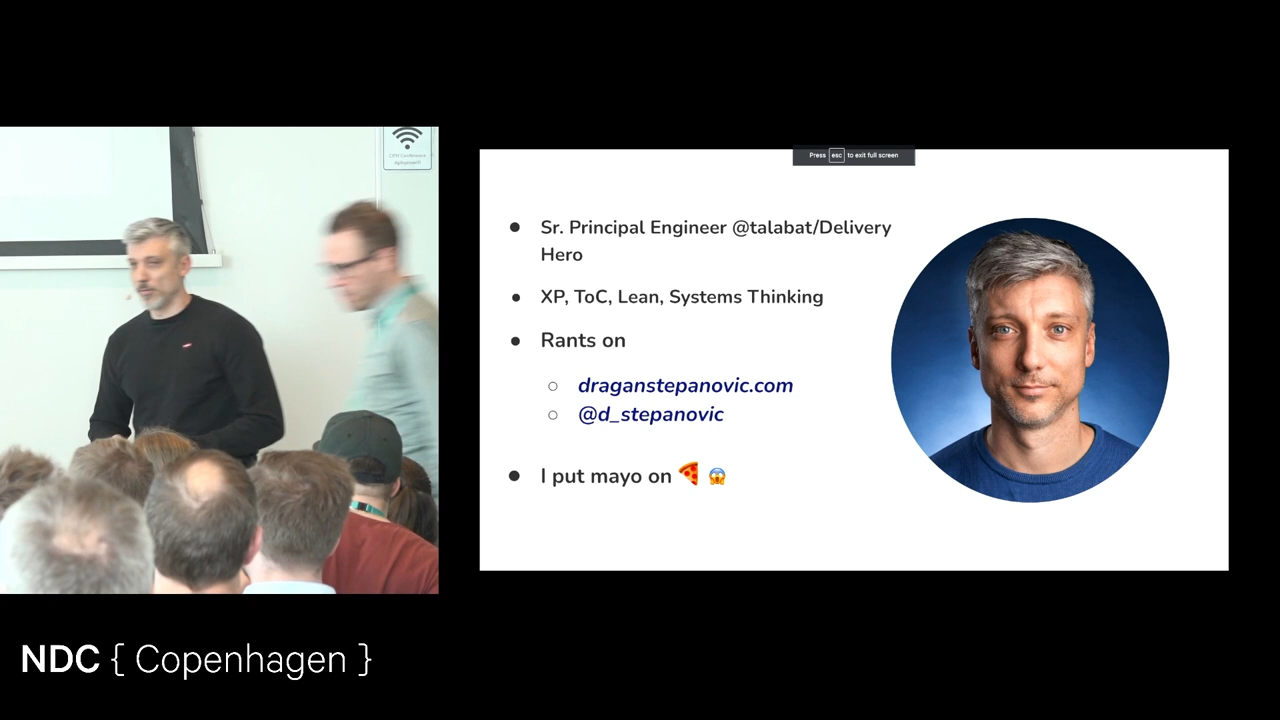 Press esc to exit full screen
Sr. Principal Engineer @talabat/Delivery
Hero
XP, ToC, Lean, Systems Thinking
Rants on
draganstepanovic.com
@d_stepanovic
I put mayo on 🍕 😱
NDC { Copenhagen }